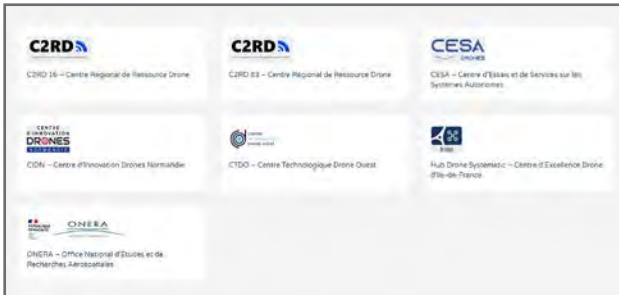 C2RD
C2RD 16 – Centre Régional de Ressource Drone
C2RD
C2RD 83 – Centre Régional de Ressource Drone
CESA
DRONES
CESA – Centre d'Essais et de Services sur les
Systèmes Autonomes
CENTRE
D'INNOVATION
DRONES
NORMANDIE
CIDN – Centre d'Innovation Drones Normandie
CTDO – Centre Technologique Drone Ouest
Hub Drone Systematic – Centre d'Excellence Drone
d'Ile-de-France
ONERA
ONERA – Office National d'Études et de
Recherches Aérospatiales